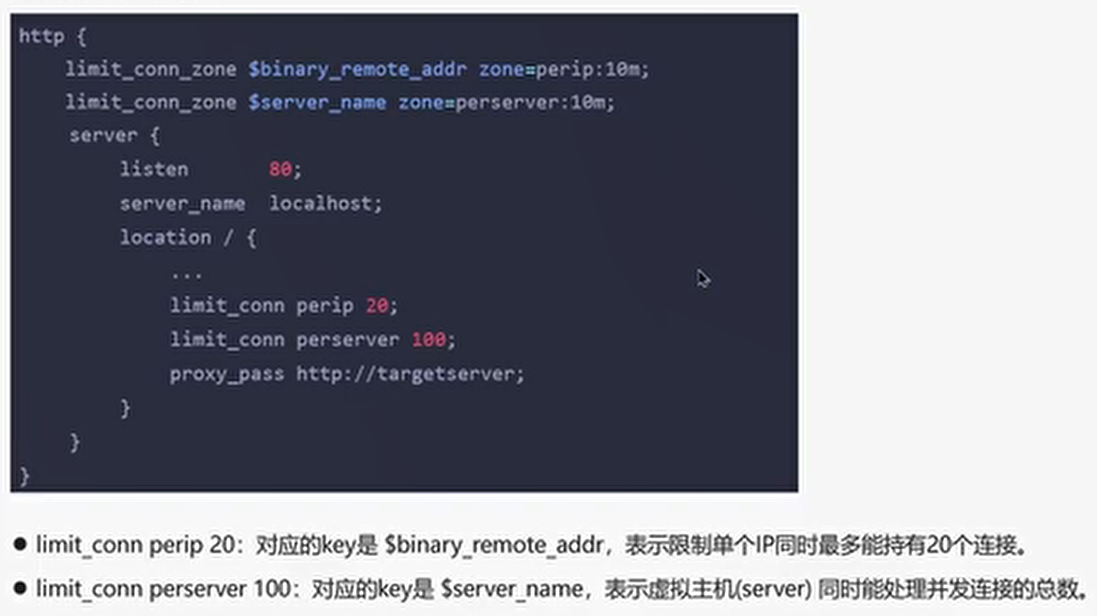 http {
limit_conn_zone $binary_remote_addr zone=perip:10m;
limit_conn_zone $server_name zone=perserver:10m;
server {
listen 80;
server_name localhost;
location / {
...
limit_conn perip 20;
limit_conn perserver 100;
proxy_pass http://targetserver;
}
}
}
● limit_conn perip 20：对应的key是 $binary_remote_addr，表示限制单个IP同时最多能持有20个连接。
● limit_conn perserver 100：对应的key是 $server_name，表示虚拟主机(server) 同时能处理并发连接的总数。